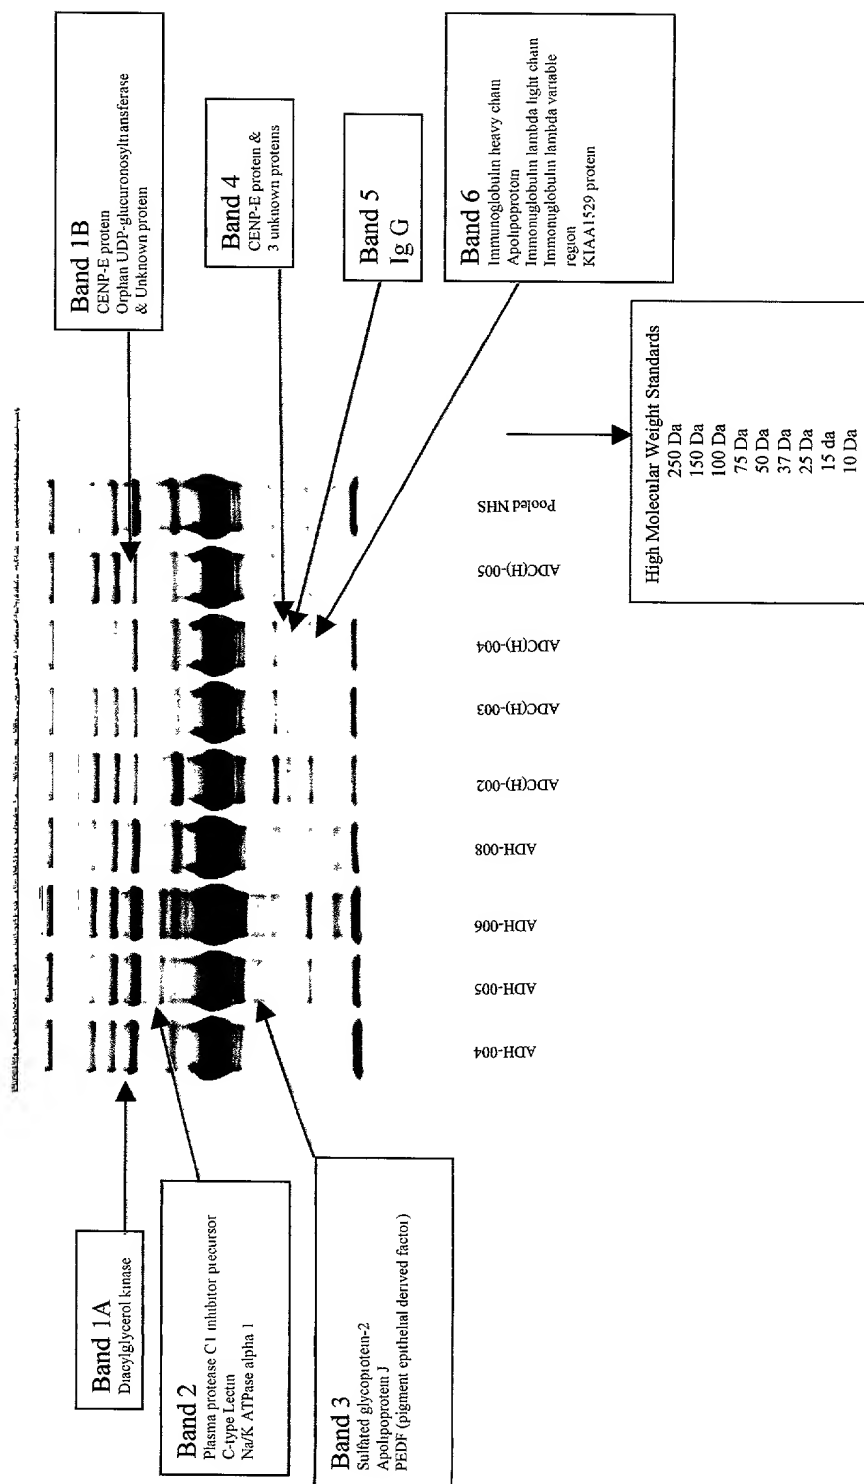 Band 1A
Diacylglycerol kinase
Band 2
Plasma protease C1 inhibitor precursor
C-type Lectin
Na/K ATPase alpha 1
Band 3
Sulfated glycoprotein-2
Apolipoprotein J
PEDF (pigment epithelial derived factor)
Band 1B
CENP-E protein
Orphan UDP-glucuronosyltansferase
& Unknown protein
Band 4
CENP-E protein &
3 unknown proteins
Band 5
Ig G
Band 6
Immunoglobulin heavy chain
Apolipoprotoin
Immonuglobulin lambda light chain
Immonuglobulin lambda variable
region
KIAA1529 protein
ADH-004
ADH-005
ADH-006
ADH-008
ADC(H)-002
ADC(H)-003
ADC(H)-004
ADC(H)-005
Pooled NHS
High Molecular Weight Standards
250 Da
150 Da
100 Da
75 Da
50 Da
37 Da
25 Da
15 da
10 Da